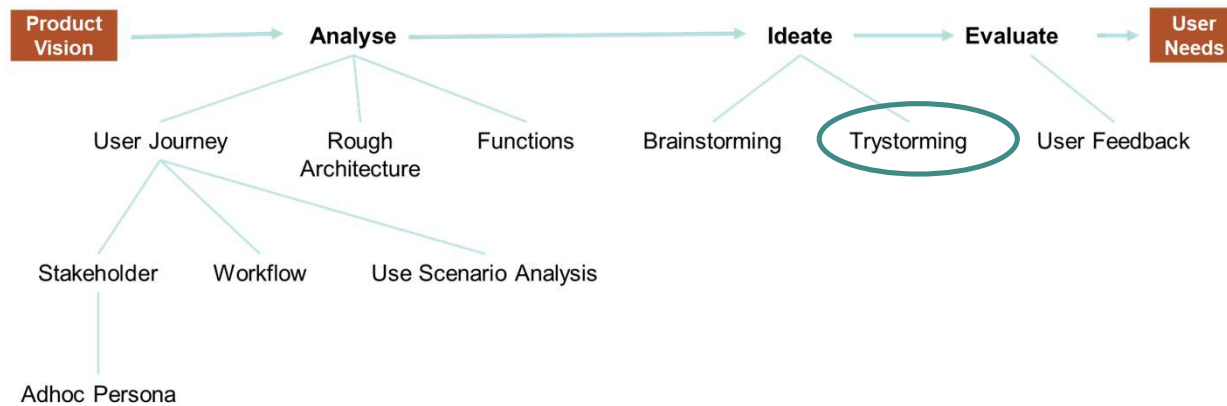 Product
Vision
Analyse
Ideate
Evaluate
User
Needs
User Journey
Rough
Architecture
Functions
Brainstorming
Trystorming
User Feedback
Stakeholder
Workflow
Use Scenario Analysis
Adhoc Persona